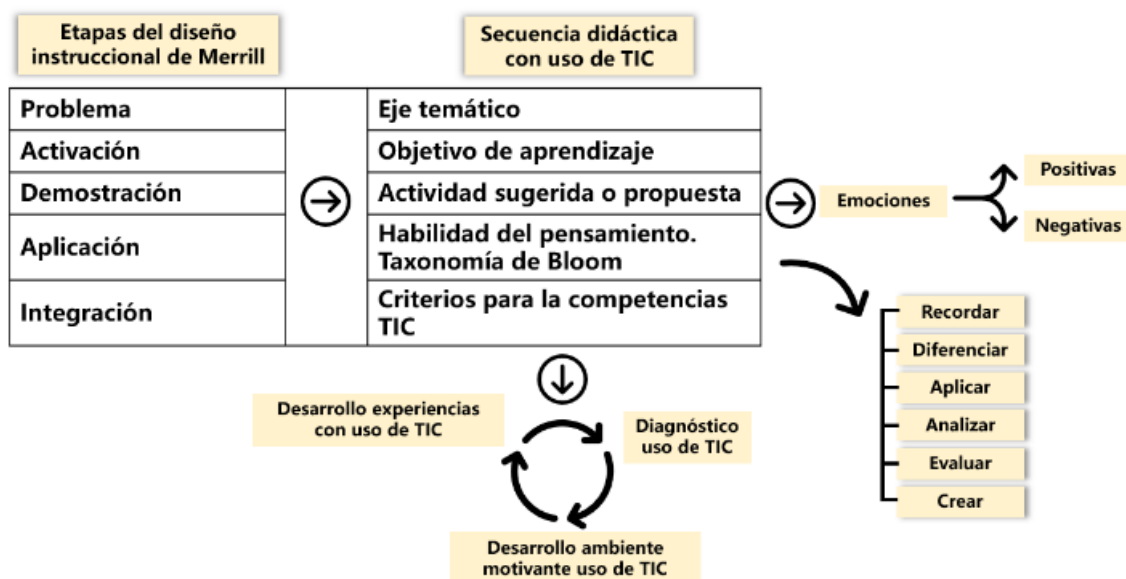 Etapas del diseño
instruccional de Merrill
Secuencia didáctica
con uso de TIC
Problema
Eje temático
Activación
Objetivo de aprendizaje
Demostración
Actividad sugerida o propuesta
Aplicación
Habilidad del pensamiento.
Taxonomía de Bloom
Integración
Criterios para la competencias
TIC
Emociones
Positivas
Negativas
Recordar
Diferenciar
Aplicar
Analizar
Evaluar
Crear
Desarrollo experiencias
con uso de TIC
Diagnóstico
uso de TIC
Desarrollo ambiente
motivante uso de TIC